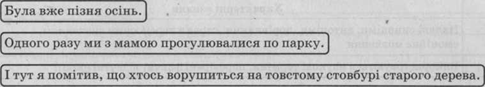 Була вже пізня осінь.
Одного разу ми з мамою прогулювалися по парку.
І тут я помітив, що хтось ворушиться на товстому стовбурі старого дерева.